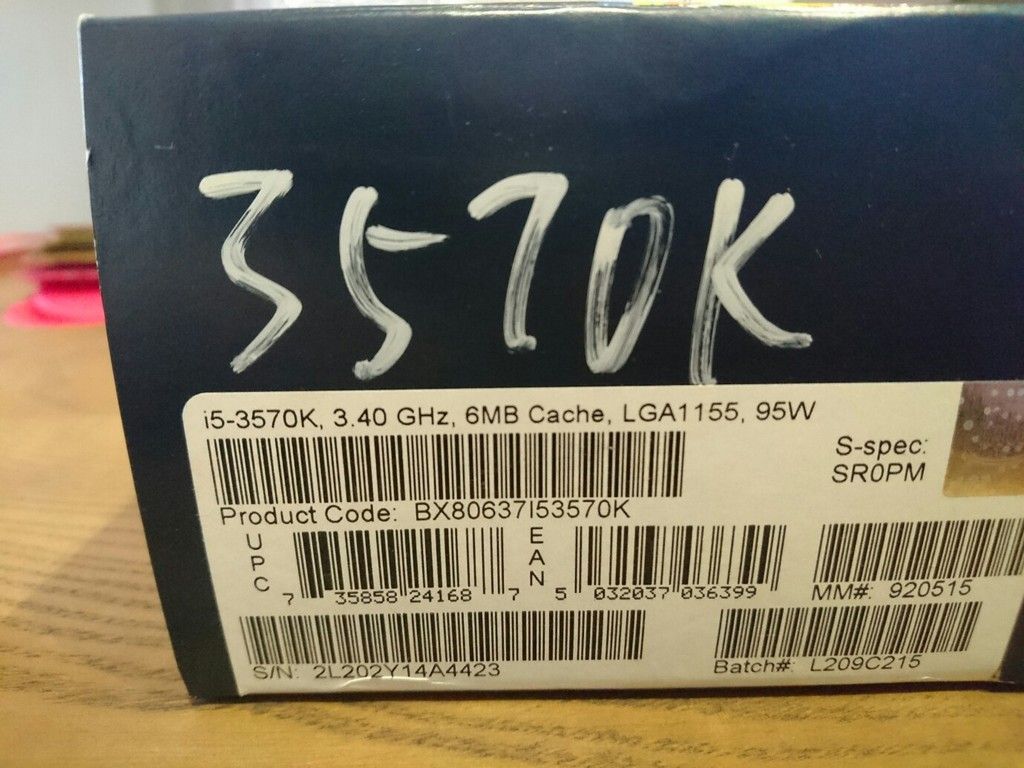 3570K
i5-3570K, 3.40 GHz, 6MB Cache, LGA1155, 95W
S-spec:
SR0PM
Product Code: BX80637I53570K
UPC
7 35858 24168 7
EAN
5 032037 036399
MM#: 920515
S/N: 2L202Y14A4423
Batch#: L209C215